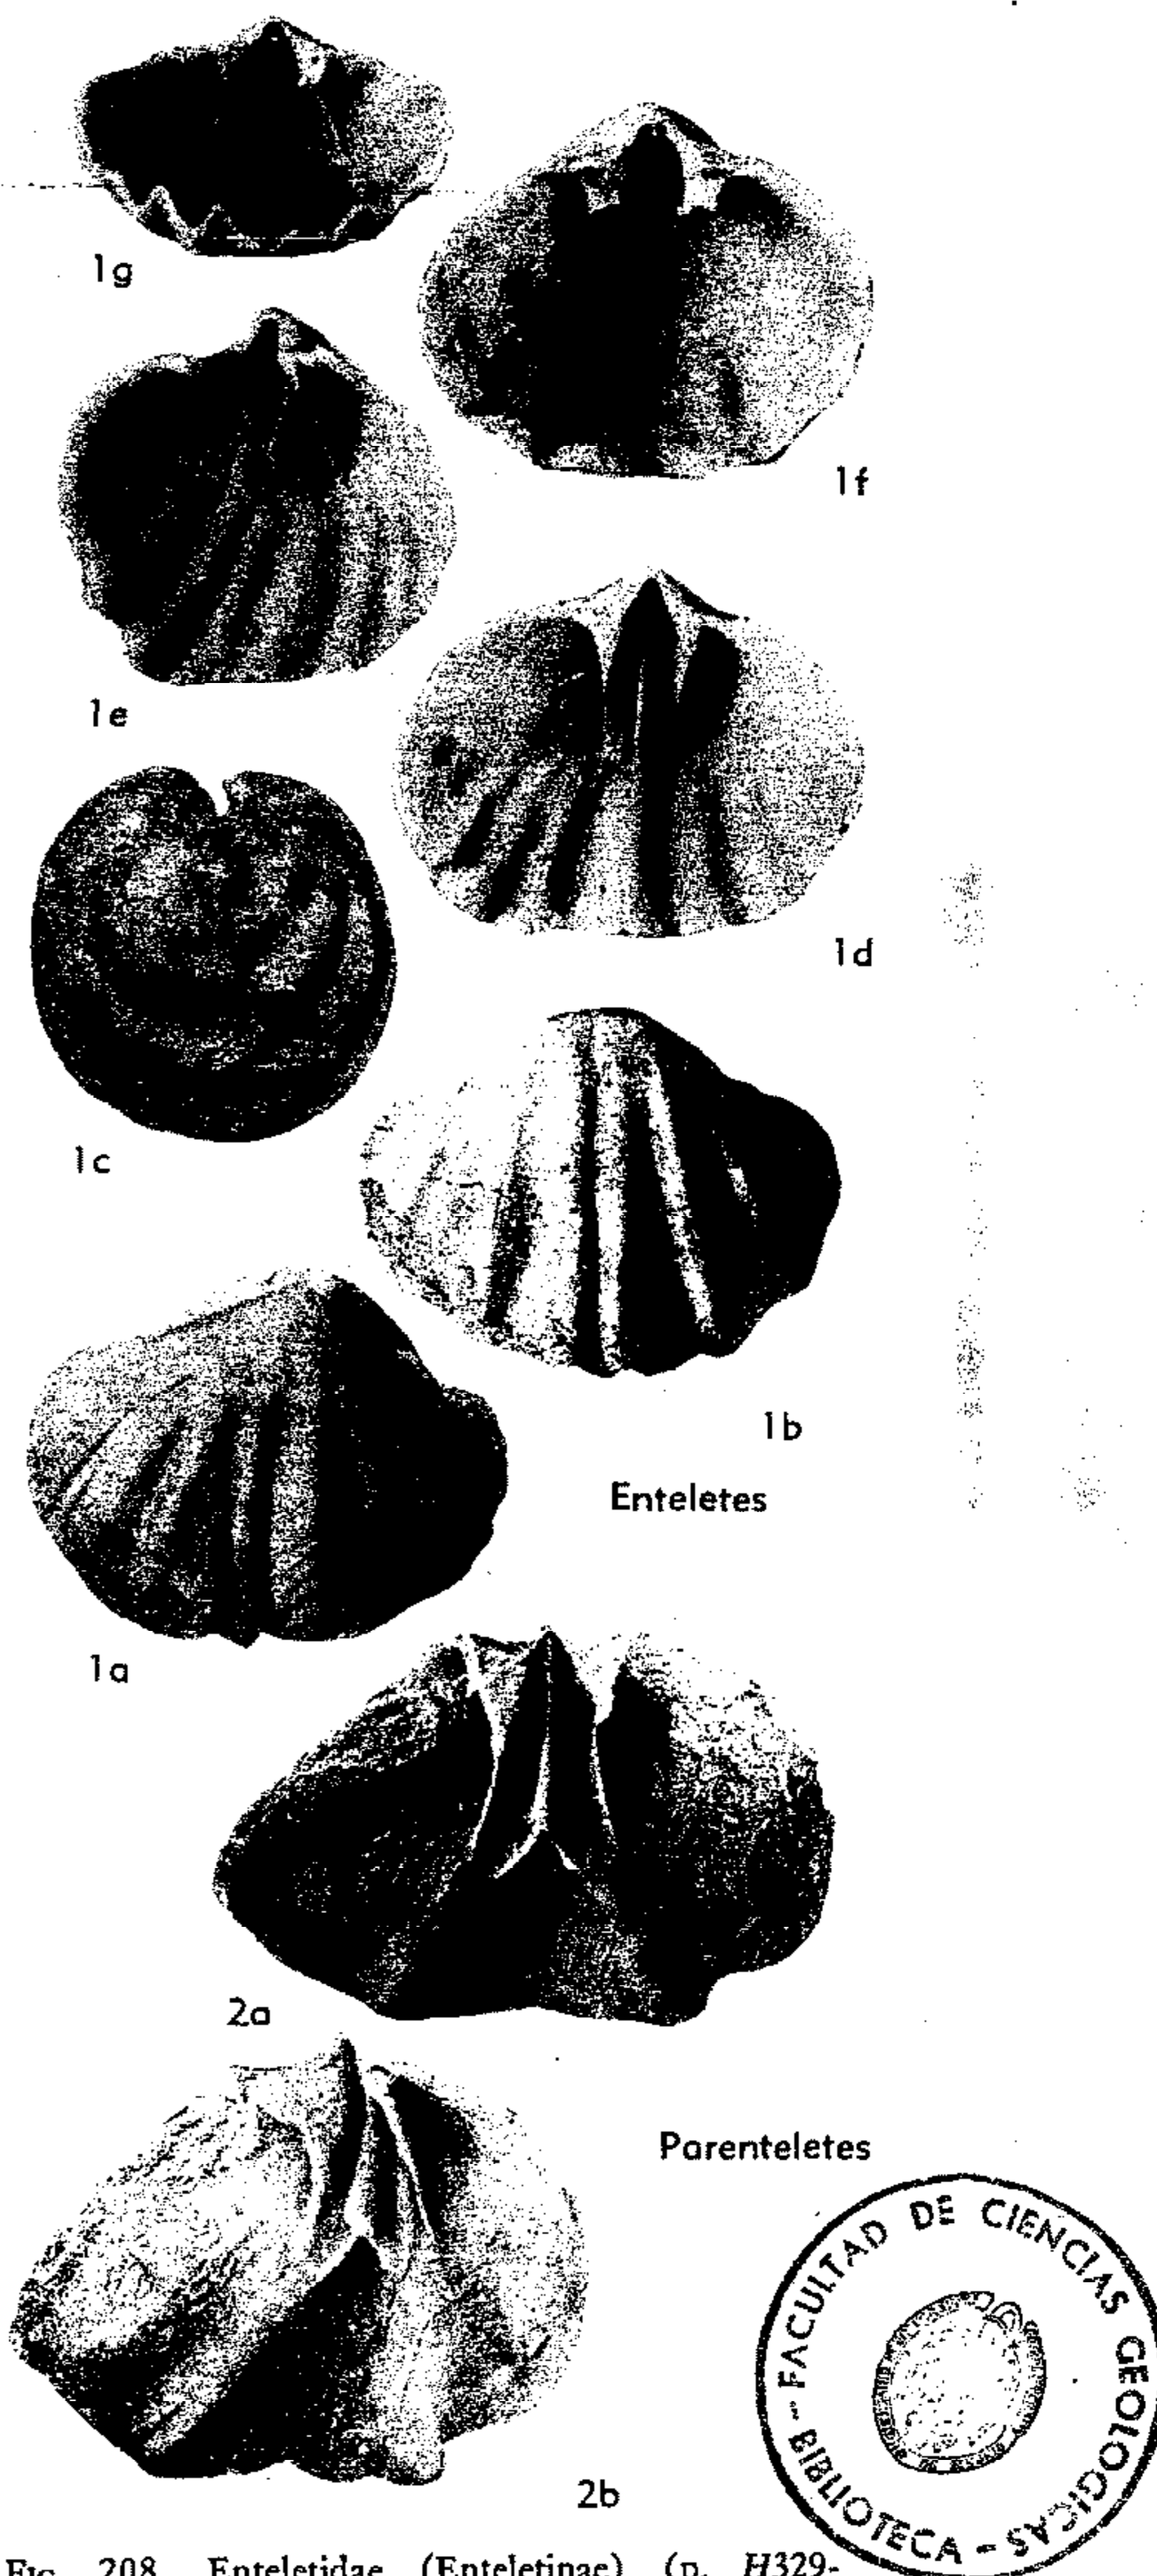 1g
1f
1e
1d
1c
1b
Enteletes
1a
2a
Parenteletes
FACULTAD DE CIENCIAS GEOLOGICAS
- BIBLIOTECA -
2b
FIG. 208. Enteletidae (Enteletinae) (p. H329-